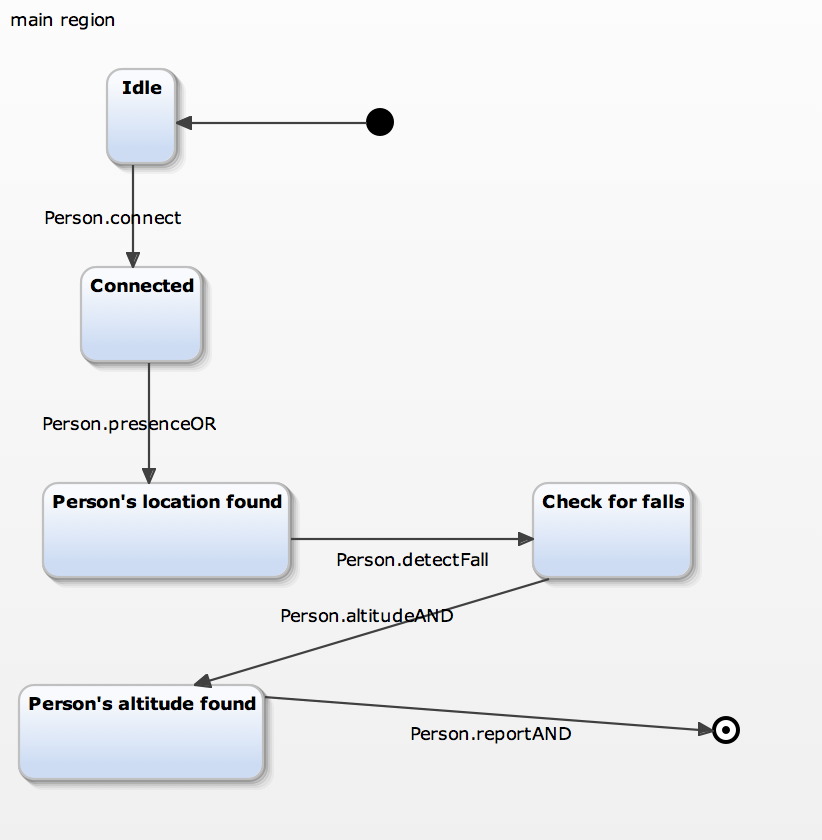 main region
Idle
Person.connect
Connected
Person.presenceOR
Person's location found
Check for falls
Person.detectFall
Person.altitudeAND
Person's altitude found
Person.reportAND